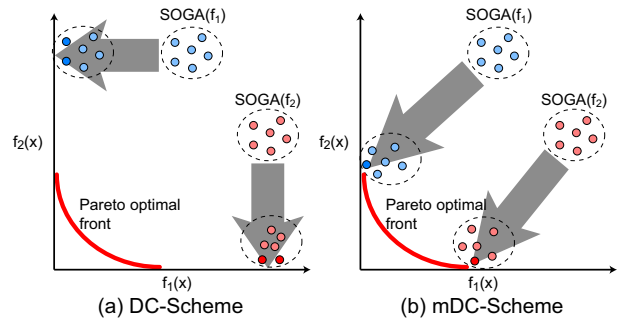 SOGA(f₁)
SOGA(f₂)
f₂(x)
Pareto optimal
front
f₁(x)
(a) DC-Scheme
SOGA(f₁)
SOGA(f₂)
f₂(x)
Pareto optimal
front
f₁(x)
(b) mDC-Scheme